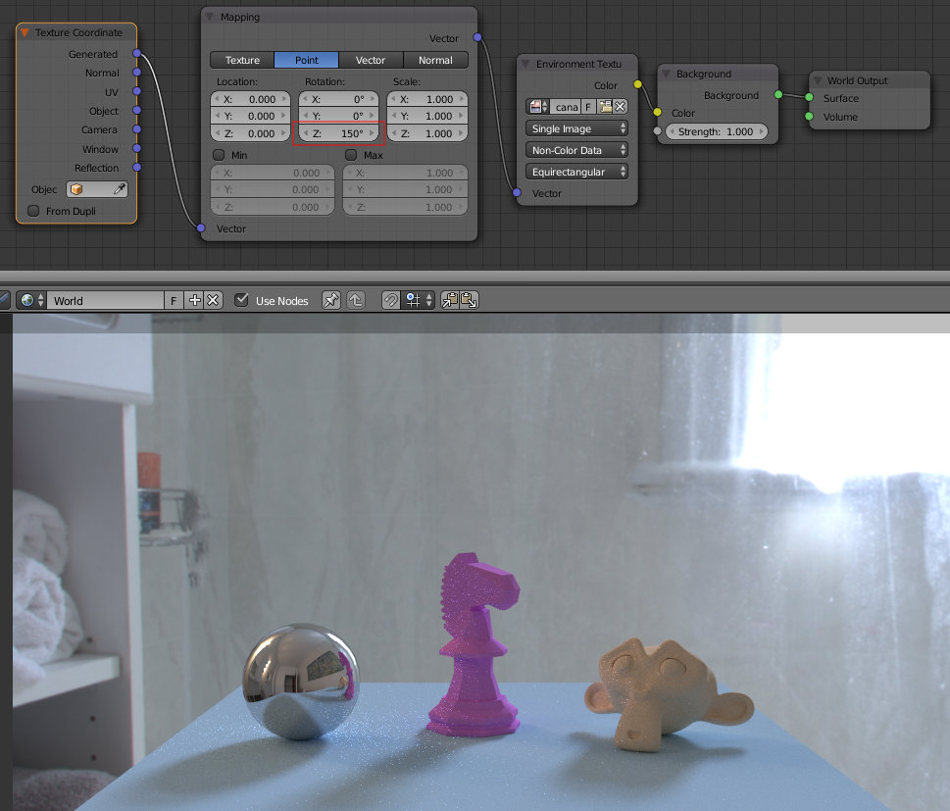 Texture Coordinate
Generated
Normal
UV
Object
Camera
Window
Reflection
Objec
From Dupli
Mapping
Vector
Texture Point Vector Normal
Location: Rotation: Scale:
X: 0.000 X: 0° X: 1.000
Y: 0.000 Y: 0° Y: 1.000
Z: 0.000 Z: 150° Z: 1.000
Min Max
X: 0.000 X: 1.000
Y: 0.000 Y: 1.000
Z: 0.000 Z: 1.000
Vector
Environment Textu
Color
cana F
Single Image
Non-Color Data
Equirectangular
Vector
Background
Background
Color
Strength: 1.000
World Output
Surface
Volume
World F Use Nodes